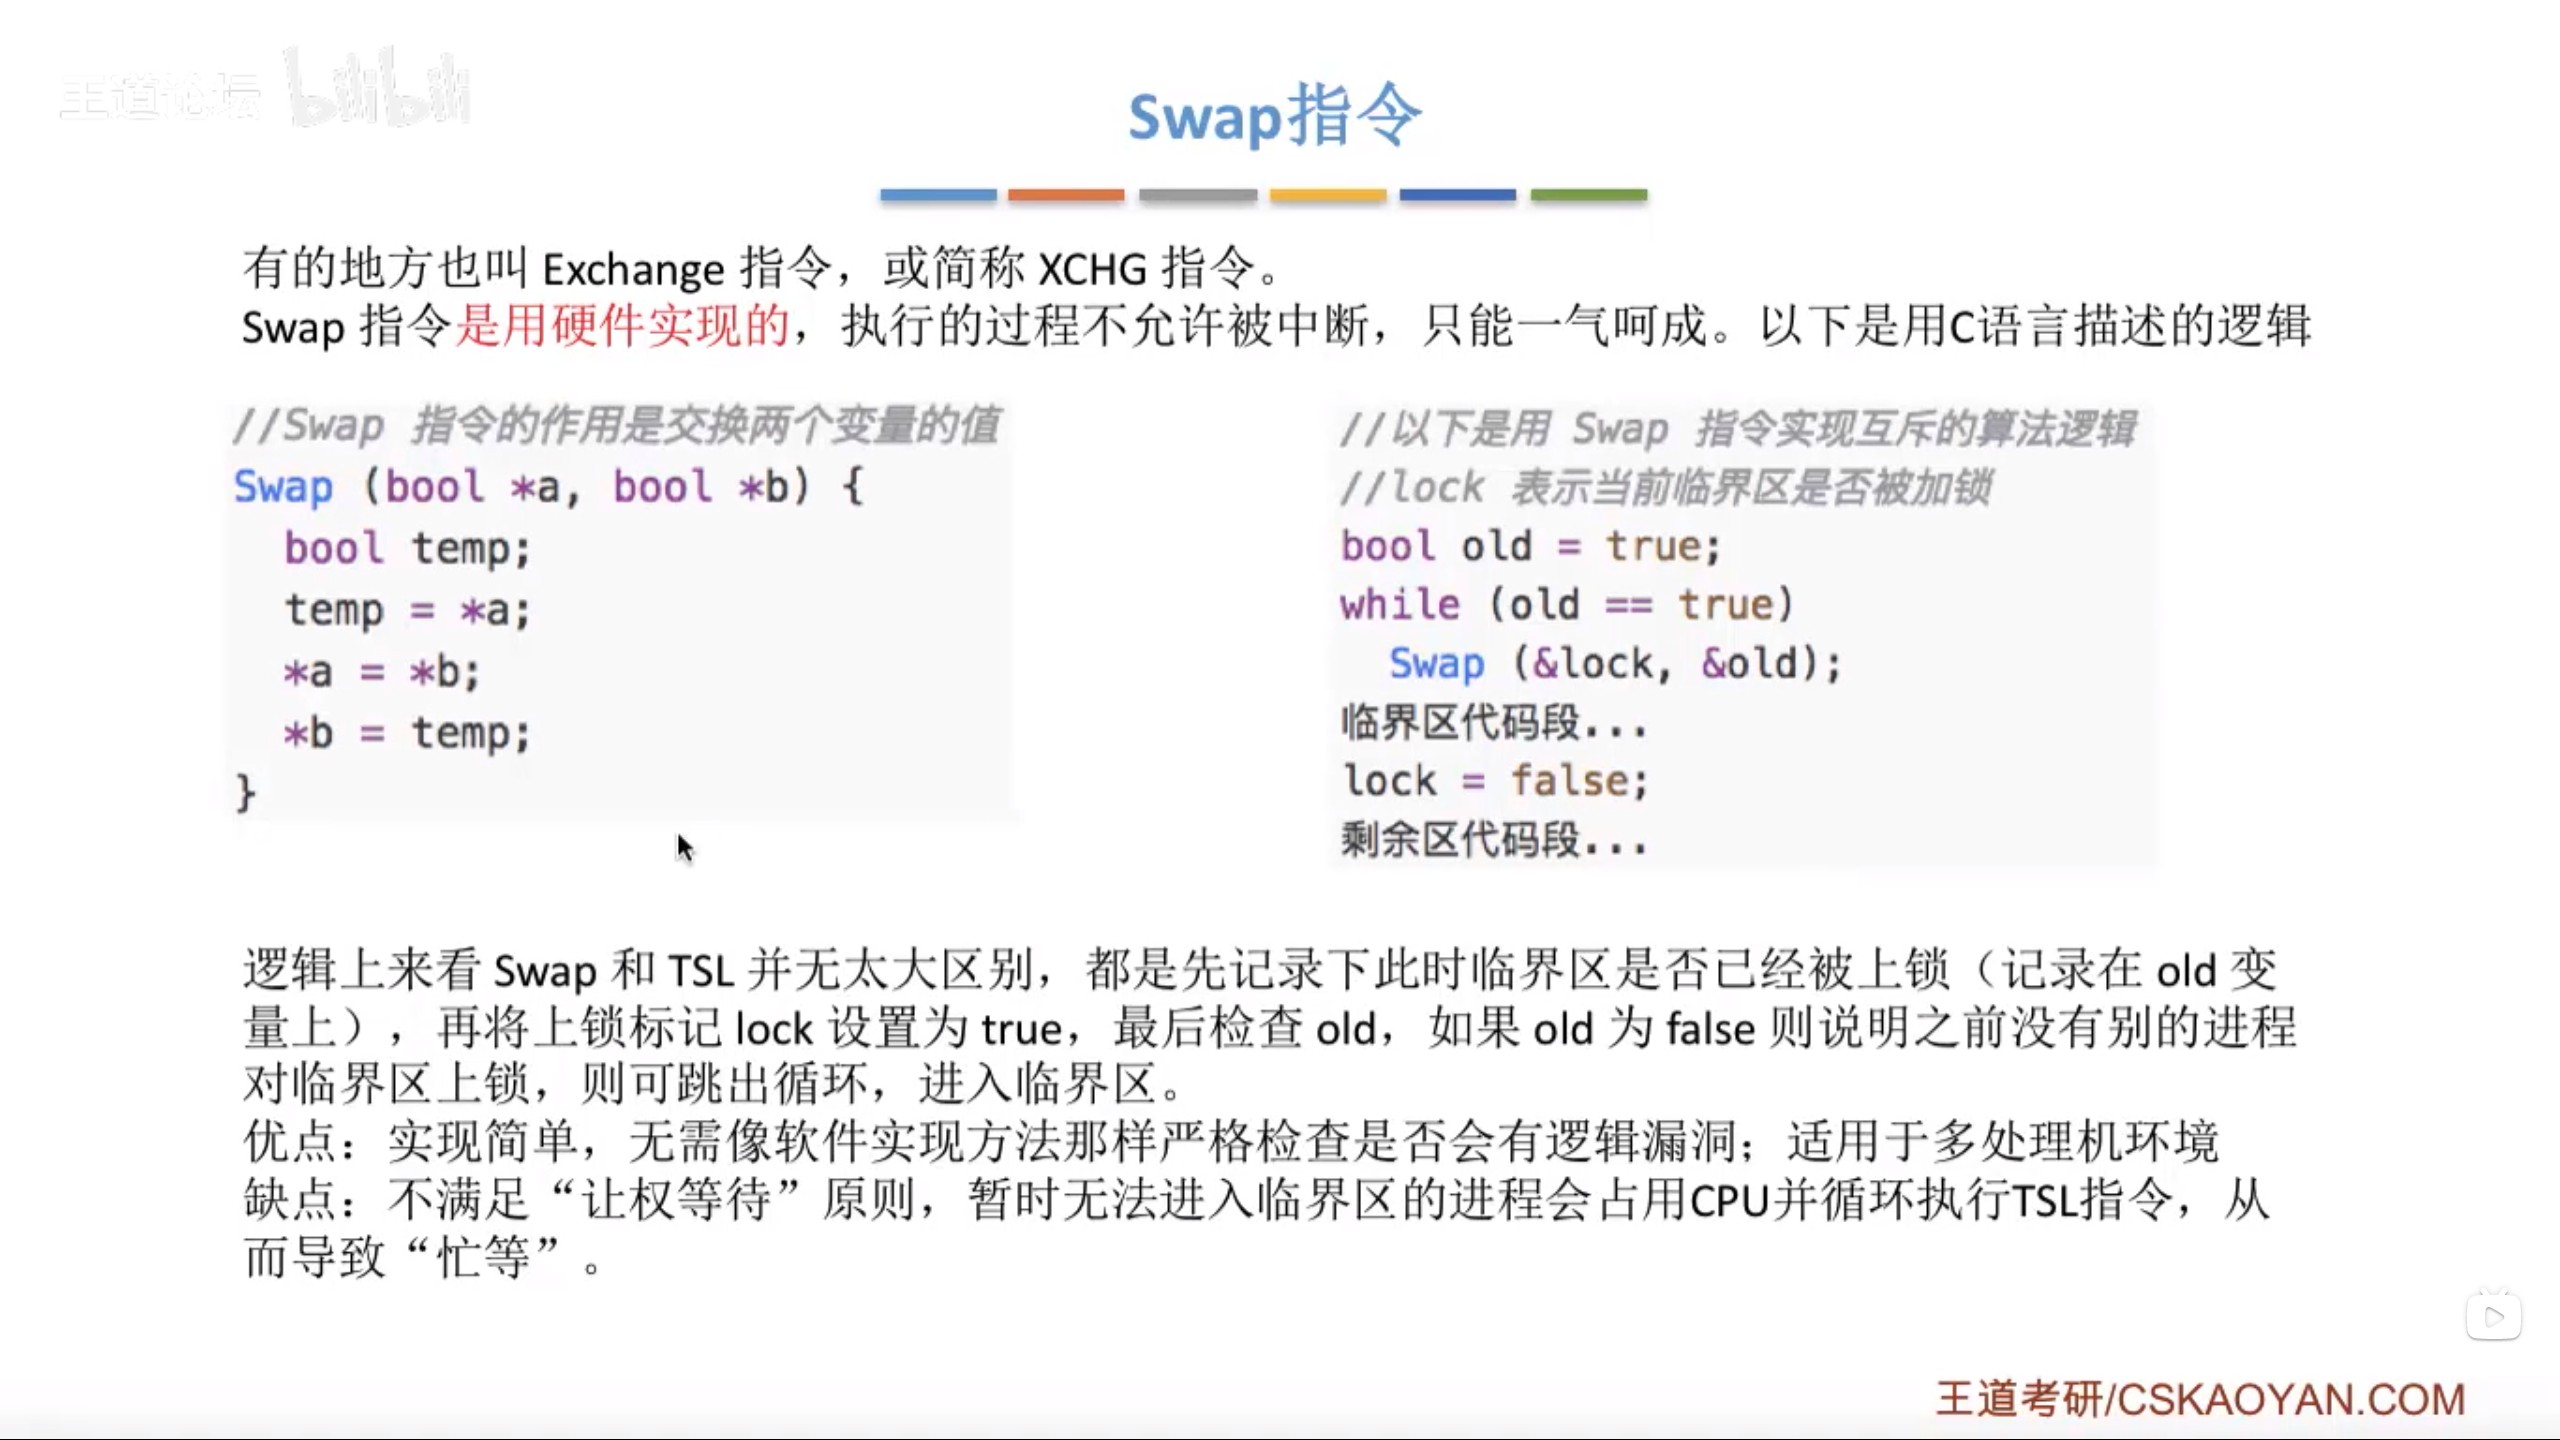 王道论坛 bilibili
Swap指令
有的地方也叫 Exchange 指令，或简称 XCHG 指令。
Swap 指令是用硬件实现的，执行的过程不允许被中断，只能一气呵成。以下是用C语言描述的逻辑
//Swap 指令的作用是交换两个变量的值
Swap (bool *a, bool *b) {
bool temp;
temp = *a;
*a = *b;
*b = temp;
}
//以下是用 Swap 指令实现互斥的算法逻辑
//lock 表示当前临界区是否被加锁
bool old = true;
while (old == true)
Swap (&lock, &old);
临界区代码段...
lock = false;
剩余区代码段...
逻辑上来看 Swap 和 TSL 并无太大区别，都是先记录下此时临界区是否已经被上锁（记录在 old 变
量上），再将上锁标记 lock 设置为 true，最后检查 old，如果 old 为 false 则说明之前没有别的进程
对临界区上锁，则可跳出循环，进入临界区。
优点：实现简单，无需像软件实现方法那样严格检查是否会有逻辑漏洞；适用于多处理机环境
缺点：不满足“让权等待”原则，暂时无法进入临界区的进程会占用CPU并循环执行TSL指令，从
而导致“忙等”。
王道考研/CSKAOYAN.COM